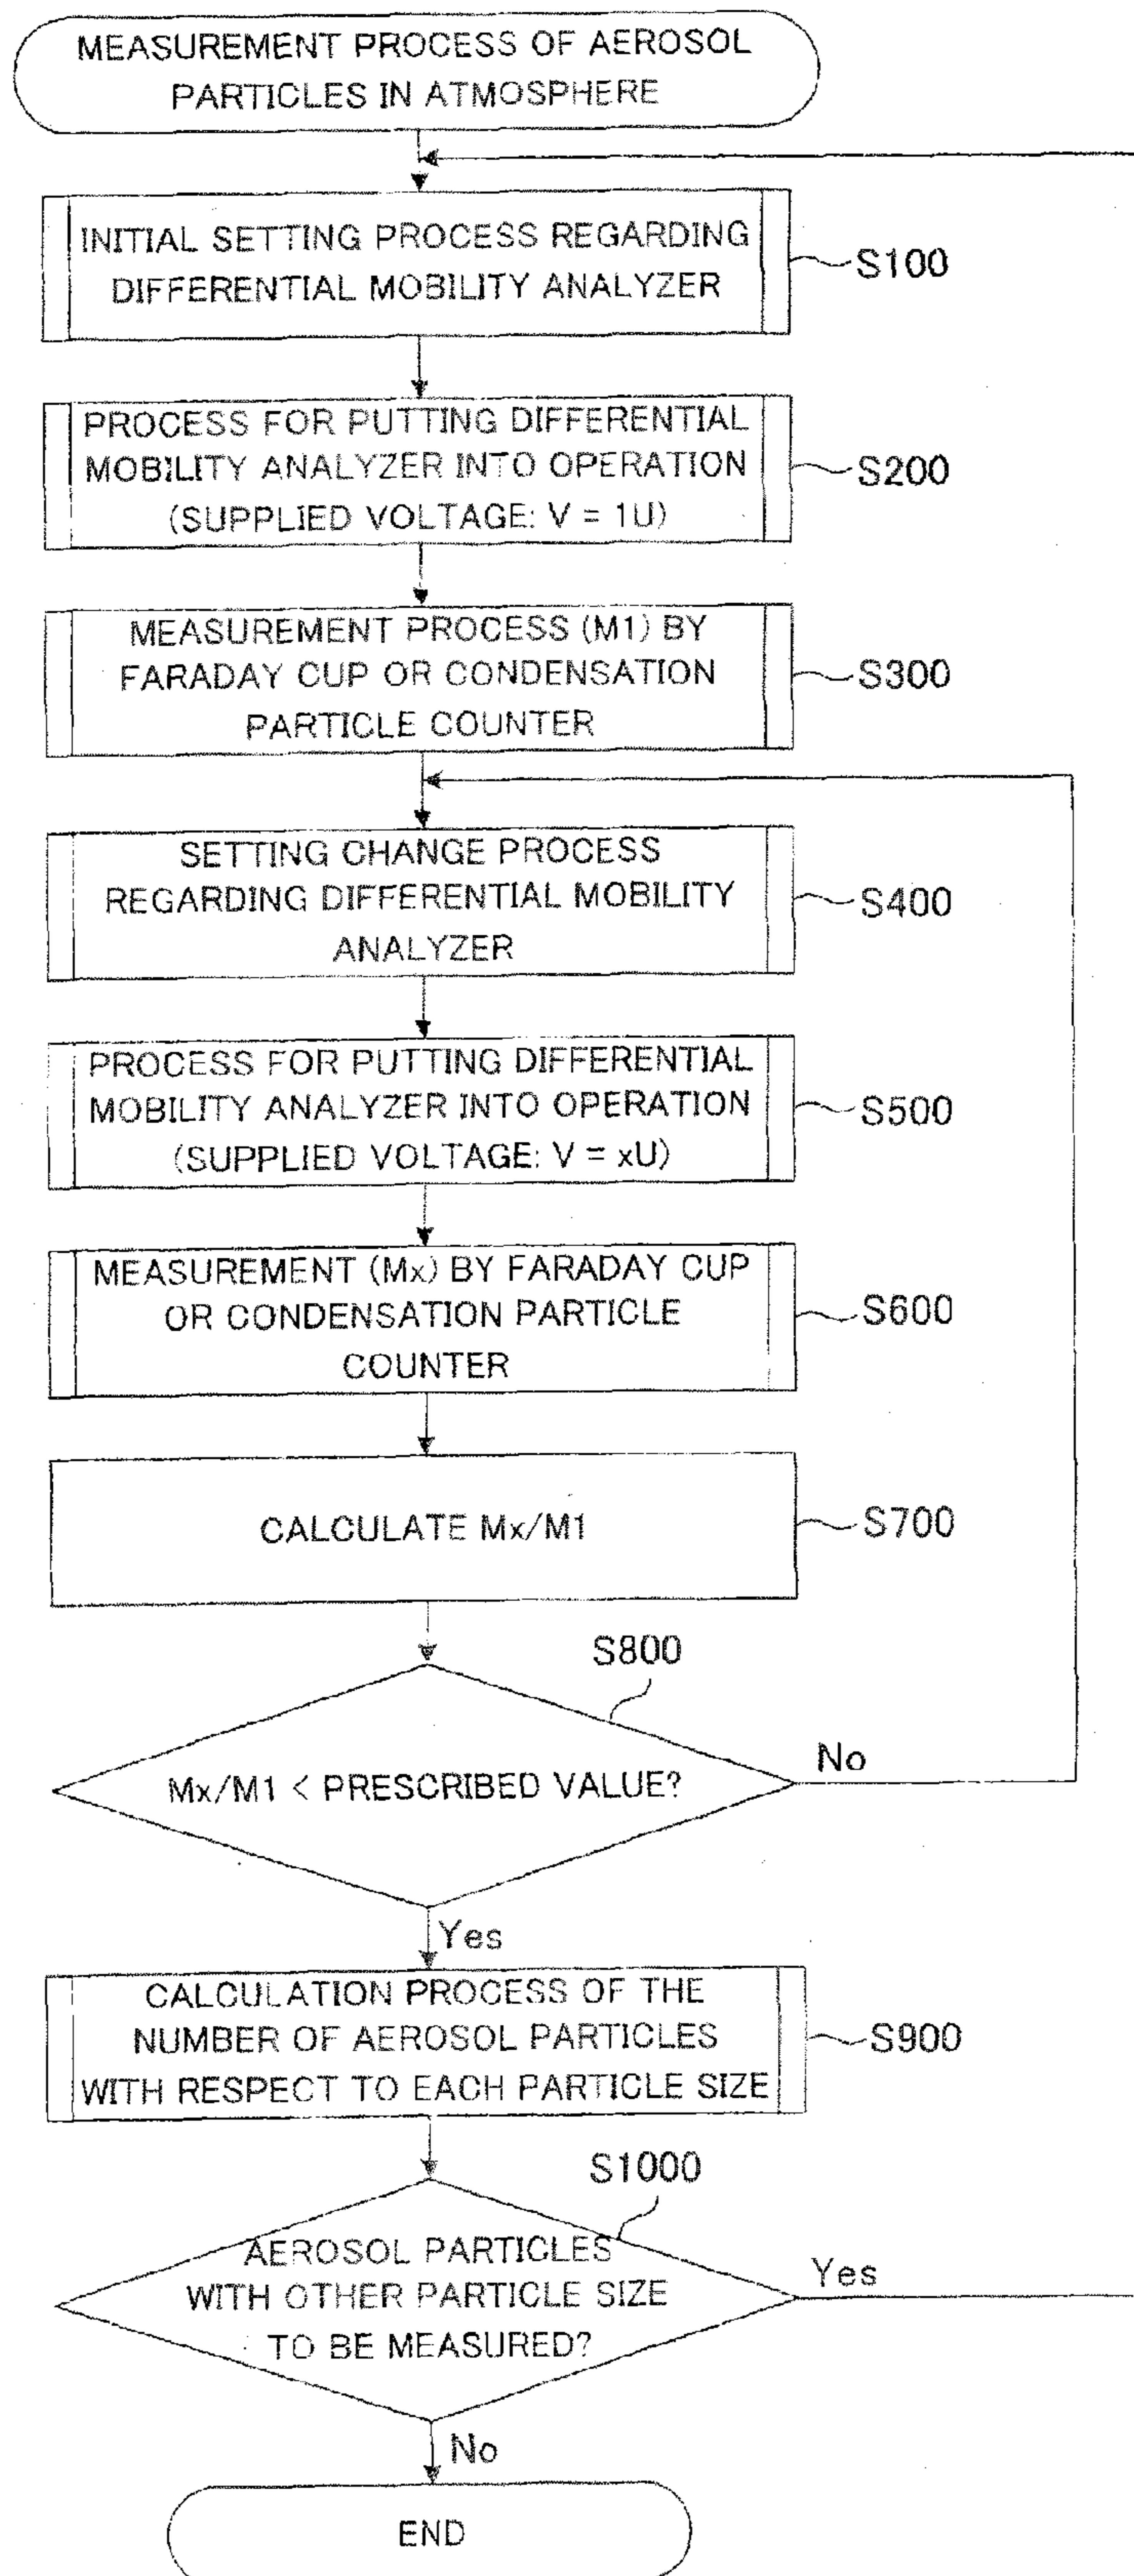 MEASUREMENT PROCESS OF AEROSOL
PARTICLES IN ATMOSPHERE
INITIAL SETTING PROCESS REGARDING
DIFFERENTIAL MOBILITY ANALYZER
S100
PROCESS FOR PUTTING DIFFERENTIAL
MOBILITY ANALYZER INTO OPERATION
(SUPPLIED VOLTAGE: V = 1U)
S200
MEASUREMENT PROCESS (M1) BY
FARADAY CUP OR CONDENSATION
PARTICLE COUNTER
S300
SETTING CHANGE PROCESS
REGARDING DIFFERENTIAL MOBILITY
ANALYZER
S400
PROCESS FOR PUTTING DIFFERENTIAL
MOBILITY ANALYZER INTO OPERATION
(SUPPLIED VOLTAGE: V = xU)
S500
MEASUREMENT (Mx) BY FARADAY CUP
OR CONDENSATION PARTICLE
COUNTER
S600
CALCULATE Mx/M1
S700
S800
Mx/M1 < PRESCRIBED VALUE?
No
Yes
CALCULATION PROCESS OF THE
NUMBER OF AEROSOL PARTICLES
WITH RESPECT TO EACH PARTICLE SIZE
S900
S1000
AEROSOL PARTICLES
WITH OTHER PARTICLE SIZE
TO BE MEASURED?
Yes
No
END